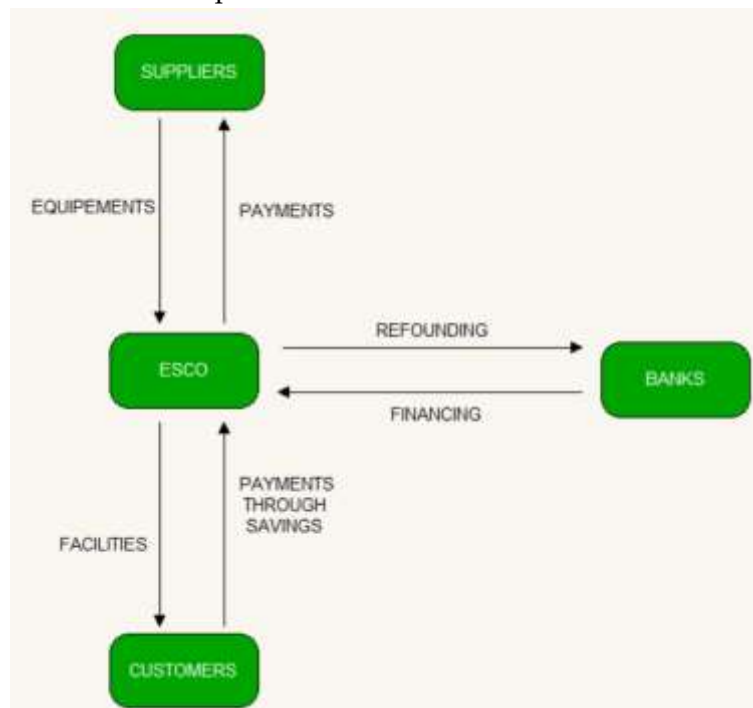 SUPPLIERS
EQUIPEMENTS
PAYMENTS
REFOUNDING
ESCO
BANKS
FINANCING
PAYMENTS
THROUGH
SAVINGS
FACILITIES
CUSTOMERS